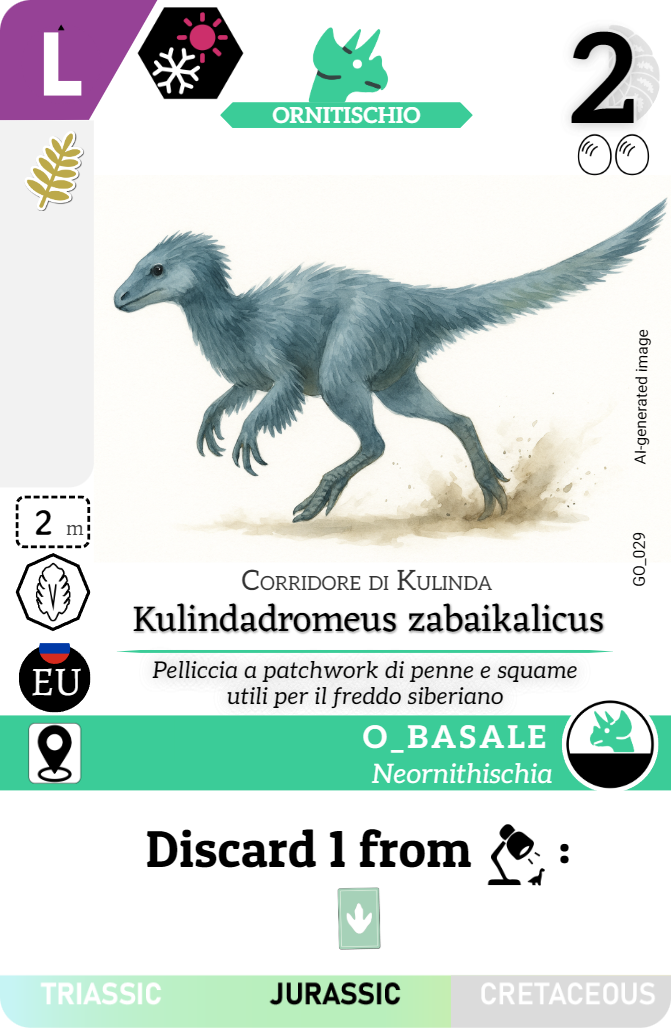 L
ORNITISCHIO
2
AI-generated image
GO_029
2 m
CORRIDORE DI KULINDA
Kulindadromeus zabaikalicus
EU
Pelliccia a patchwork di penne e squame
utili per il freddo siberiano
O_BASALE
Neornithischia
Discard 1 from :
TRIASSIC JURASSIC CRETACEOUS